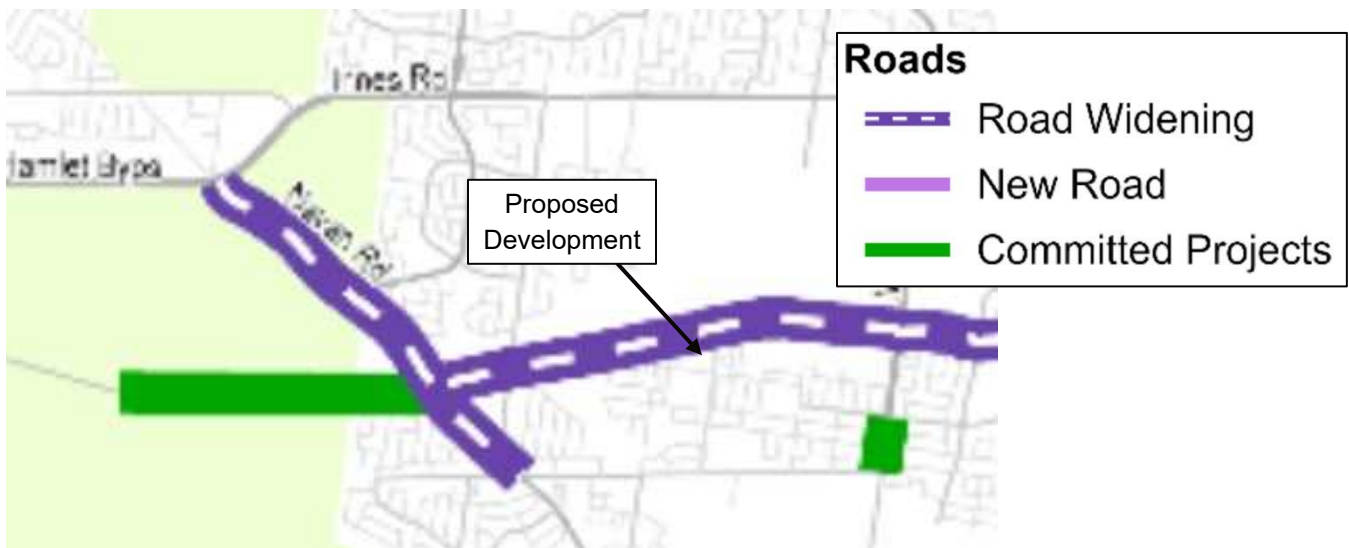 Innes Rd
Roads
Road Widening
Hamlet Bypa
Navan Rd
Proposed
Development
New Road
Committed Projects